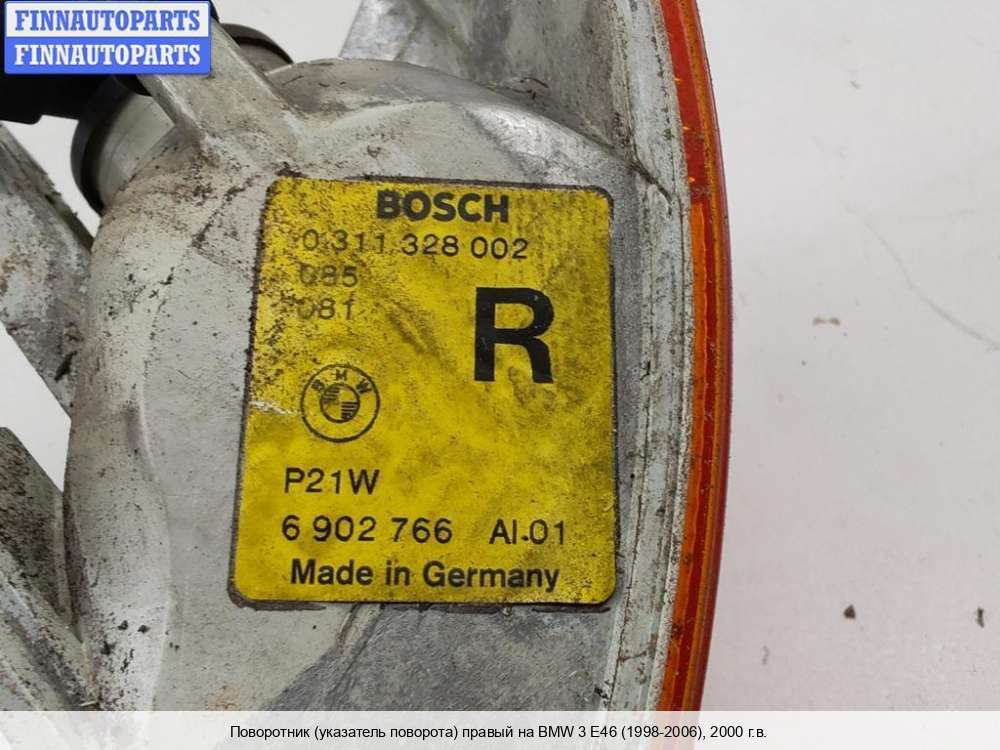 FINNAUTOPARTS
FINNAUTOPARTS
BOSCH
0 311 328 002
085
081
R
BMW
P21W
6 902 766 AI-01
Made in Germany
Поворотник (указатель поворота) правый на BMW 3 E46 (1998-2006), 2000 г.в.